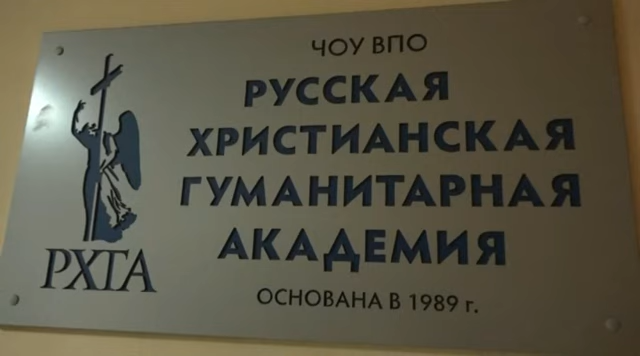 ЧОУ ВПО
РУССКАЯ
ХРИСТИАНСКАЯ
ГУМАНИТАРНАЯ
АКАДЕМИЯ
ОСНОВАНА В 1989 г.
РХГА